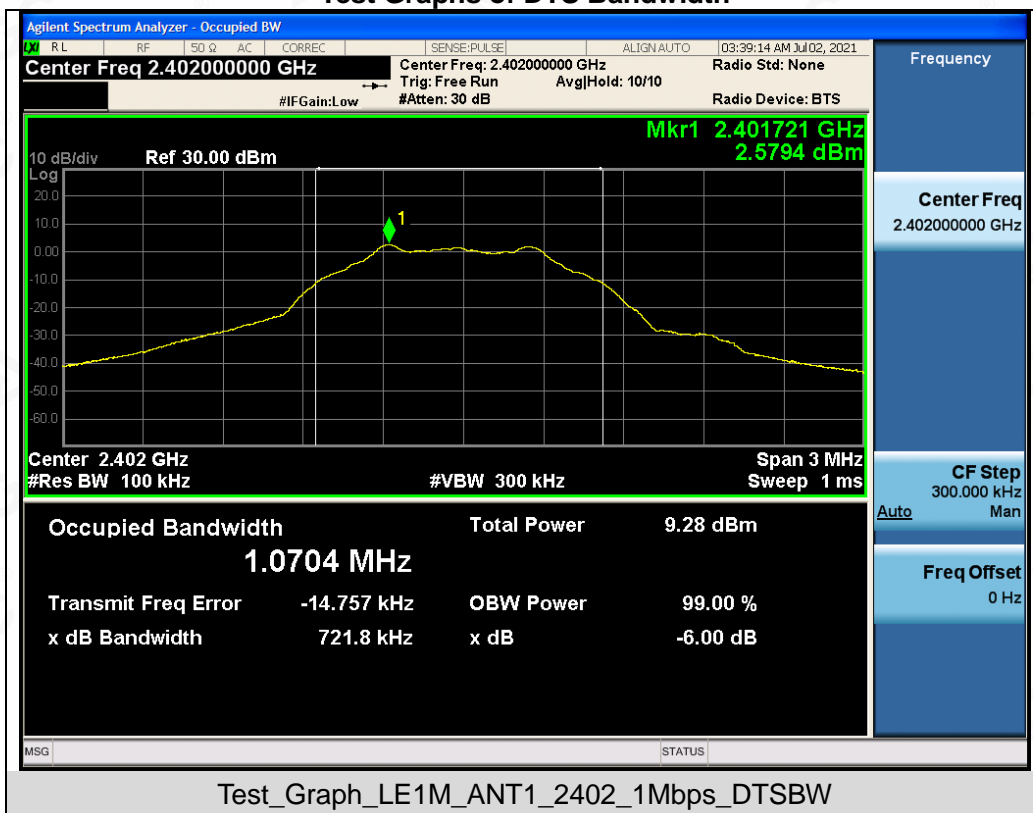 Test Graphs of DTS Bandwidth
Agilent Spectrum Analyzer - Occupied BW
LXI RL RF 50 Ω AC CORREC SENSE:PULSE ALIGN AUTO 03:39:14 AM Jul 02, 2021
Center Freq 2.402000000 GHz Center Freq: 2.402000000 GHz Radio Std: None
Trig: Free Run Avg|Hold: 10/10
#IFGain:Low #Atten: 30 dB Radio Device: BTS
Mkr1 2.401721 GHz
2.5794 dBm
10 dB/div Ref 30.00 dBm
Log
20.0
10.0
0.00
-10.0
-20.0
-30.0
-40.0
-50.0
-60.0
1
Center 2.402 GHz Span 3 MHz
#Res BW 100 kHz #VBW 300 kHz Sweep 1 ms
Occupied Bandwidth Total Power 9.28 dBm
1.0704 MHz
Transmit Freq Error -14.757 kHz OBW Power 99.00 %
x dB Bandwidth 721.8 kHz x dB -6.00 dB
MSG STATUS
Frequency
Center Freq
2.402000000 GHz
CF Step
300.000 kHz
Auto Man
Freq Offset
0 Hz
Test_Graph_LE1M_ANT1_2402_1Mbps_DTSBW